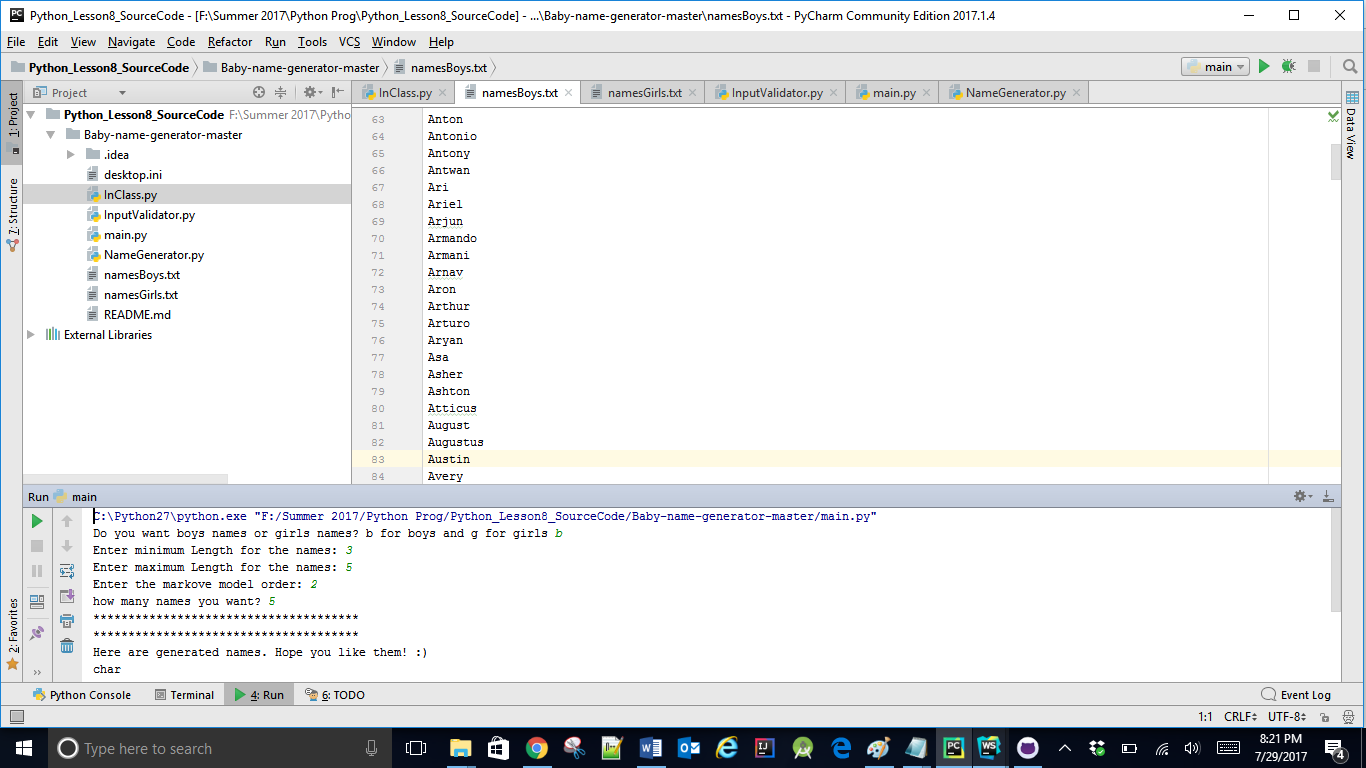 Python_Lesson8_SourceCode - [F:\Summer 2017\Python Prog\Python_Lesson8_SourceCode] - ...\Baby-name-generator-master\namesBoys.txt - PyCharm Community Edition 2017.1.4
File Edit View Navigate Code Refactor Run Tools VCS Window Help
Python_Lesson8_SourceCode Baby-name-generator-master namesBoys.txt main
1: Project
7: Structure
2: Favorites
Project
Python_Lesson8_SourceCode F:\Summer 2017\Pytho
Baby-name-generator-master
.idea
desktop.ini
InClass.py
InputValidator.py
main.py
NameGenerator.py
namesBoys.txt
namesGirls.txt
README.md
External Libraries
InClass.py namesBoys.txt namesGirls.txt InputValidator.py main.py NameGenerator.py
63 Anton
64 Antonio
65 Antony
66 Antwan
67 Ari
68 Ariel
69 Arjun
70 Armando
71 Armani
72 Arnav
73 Aron
74 Arthur
75 Arturo
76 Aryan
77 Asa
78 Asher
79 Ashton
80 Atticus
81 August
82 Augustus
83 Austin
84 Avery
Data View
Run main
C:\Python27\python.exe "F:/Summer 2017/Python Prog/Python_Lesson8_SourceCode/Baby-name-generator-master/main.py"
Do you want boys names or girls names? b for boys and g for girls b
Enter minimum Length for the names: 3
Enter maximum Length for the names: 5
Enter the markove model order: 2
how many names you want? 5
**************************************
**************************************
Here are generated names. Hope you like them! :)
char
Python Console Terminal 4: Run 6: TODO Event Log
1:1 CRLF UTF-8
Type here to search
8:21 PM
7/29/2017
4